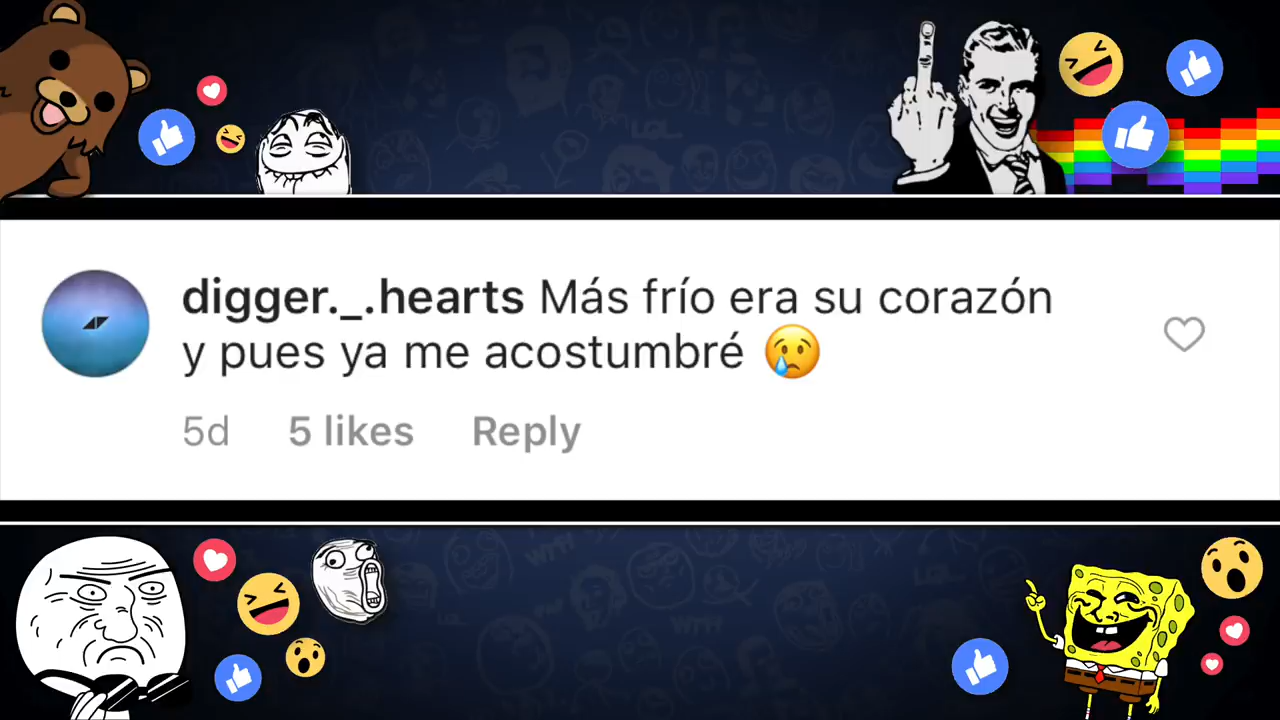 digger._.hearts Más frío era su corazón
y pues ya me acostumbré 😢
5d 5 likes Reply